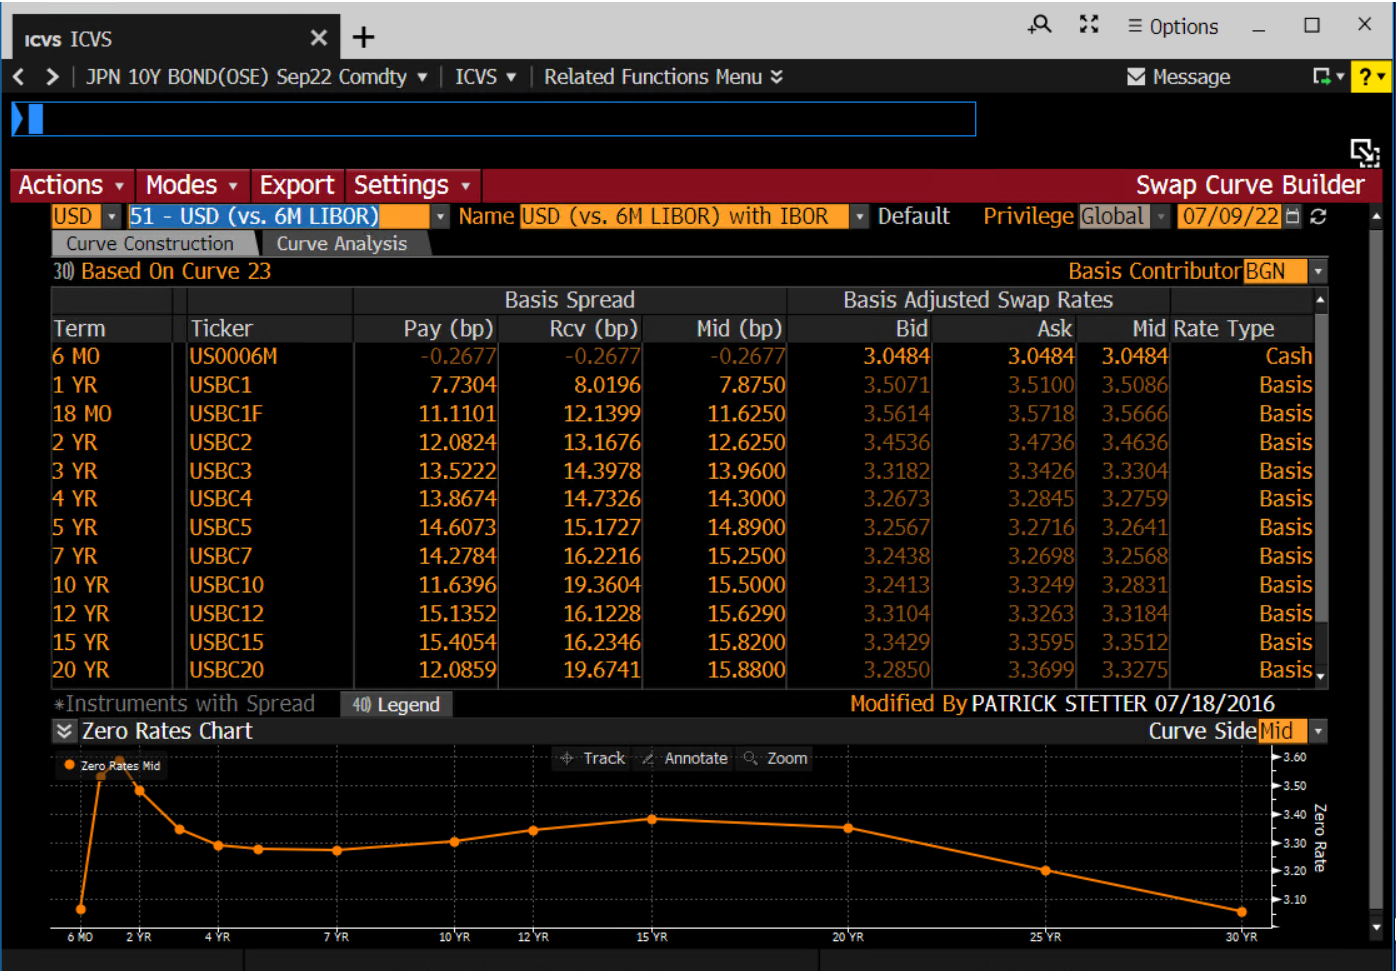 ICVS ICVS
Options
JPN 10Y BOND(OSE) Sep22 Comdty ICVS Related Functions Menu Message ?
Actions Modes Export Settings Swap Curve Builder
USD 51 - USD (vs. 6M LIBOR) Name USD (vs. 6M LIBOR) with IBOR Default Privilege Global 07/09/22
Curve Construction Curve Analysis
30) Based On Curve 23 Basis Contributor BGN
Basis Spread Basis Adjusted Swap Rates
Term Ticker Pay (bp) Rcv (bp) Mid (bp) Bid Ask Mid Rate Type
6 MO US0006M -0.2677 -0.2677 -0.2677 3.0484 3.0484 3.0484 Cash
1 YR USBC1 7.7304 8.0196 7.8750 3.5071 3.5100 3.5086 Basis
18 MO USBC1F 11.1101 12.1399 11.6250 3.5614 3.5718 3.5666 Basis
2 YR USBC2 12.0824 13.1676 12.6250 3.4536 3.4736 3.4636 Basis
3 YR USBC3 13.5222 14.3978 13.9600 3.3182 3.3426 3.3304 Basis
4 YR USBC4 13.8674 14.7326 14.3000 3.2673 3.2845 3.2759 Basis
5 YR USBC5 14.6073 15.1727 14.8900 3.2567 3.2716 3.2641 Basis
7 YR USBC7 14.2784 16.2216 15.2500 3.2438 3.2698 3.2568 Basis
10 YR USBC10 11.6396 19.3604 15.5000 3.2413 3.3249 3.2831 Basis
12 YR USBC12 15.1352 16.1228 15.6290 3.3104 3.3263 3.3184 Basis
15 YR USBC15 15.4054 16.2346 15.8200 3.3429 3.3595 3.3512 Basis
20 YR USBC20 12.0859 19.6741 15.8800 3.2850 3.3699 3.3275 Basis
*Instruments with Spread 40) Legend Modified By PATRICK STETTER 07/18/2016
Zero Rates Chart Curve Side Mid
Zero Rates Mid Track Annotate Zoom
3.60
3.50
3.40
3.30
3.20
3.10
Zero Rate
6 MO 2 YR 4 YR 7 YR 10 YR 12 YR 15 YR 20 YR 25 YR 30 YR